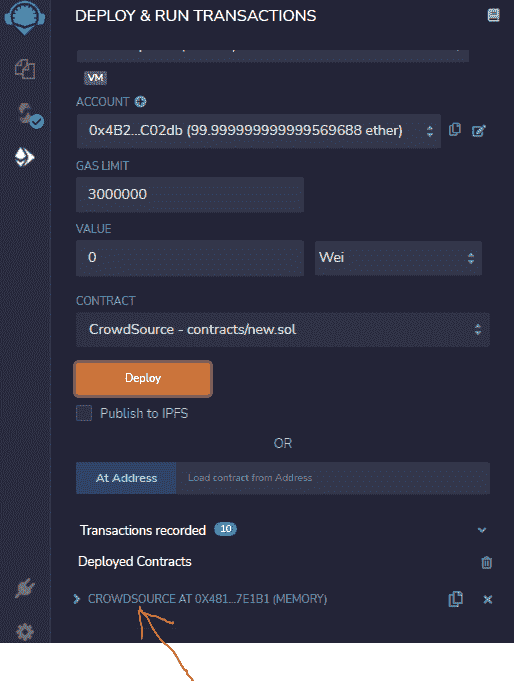 DEPLOY & RUN TRANSACTIONS
VM
ACCOUNT
0x4B2...C02db (99.999999999999569688 ether)
GAS LIMIT
3000000
VALUE
0 Wei
CONTRACT
CrowdSource - contracts/new.sol
Deploy
Publish to IPFS
OR
At Address Load contract from Address
Transactions recorded 10
Deployed Contracts
CROWDSOURCE AT 0X481...7E1B1 (MEMORY)